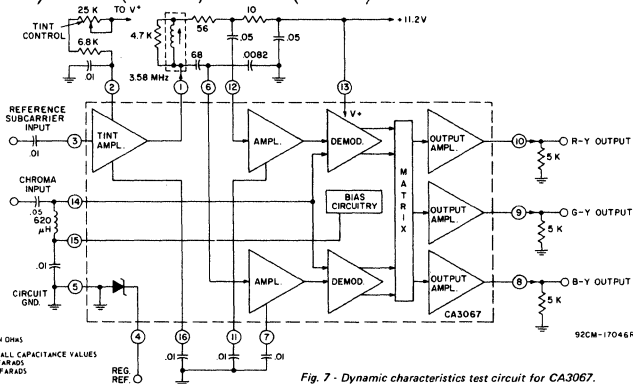 25 K
TO V+
TINT
CONTROL
6.8 K
.01
4.7 K
3.58 MHz
56
10
68
.05
.0082
.05
+11.2V
2
1
6
12
13
V+
REFERENCE
SUBCARRIER
INPUT
.01
3
TINT
AMPL.
AMPL.
DEMOD.
MATRIX
OUTPUT
AMPL.
10
R-Y OUTPUT
5 K
CHROMA
INPUT
.05
14
620
μH
15
BIAS
CIRCUITRY
OUTPUT
AMPL.
9
G-Y OUTPUT
5 K
.01
CIRCUIT
GND.
5
AMPL.
DEMOD.
OUTPUT
AMPL.
8
B-Y OUTPUT
5 K
CA3067
4
16
11
7
.01
.01
.01
REG.
REF.
OHMS
ALL CAPACITANCE VALUES
FARADS
FARADS
92CM-17046R
Fig. 7 - Dynamic characteristics test circuit for CA3067.